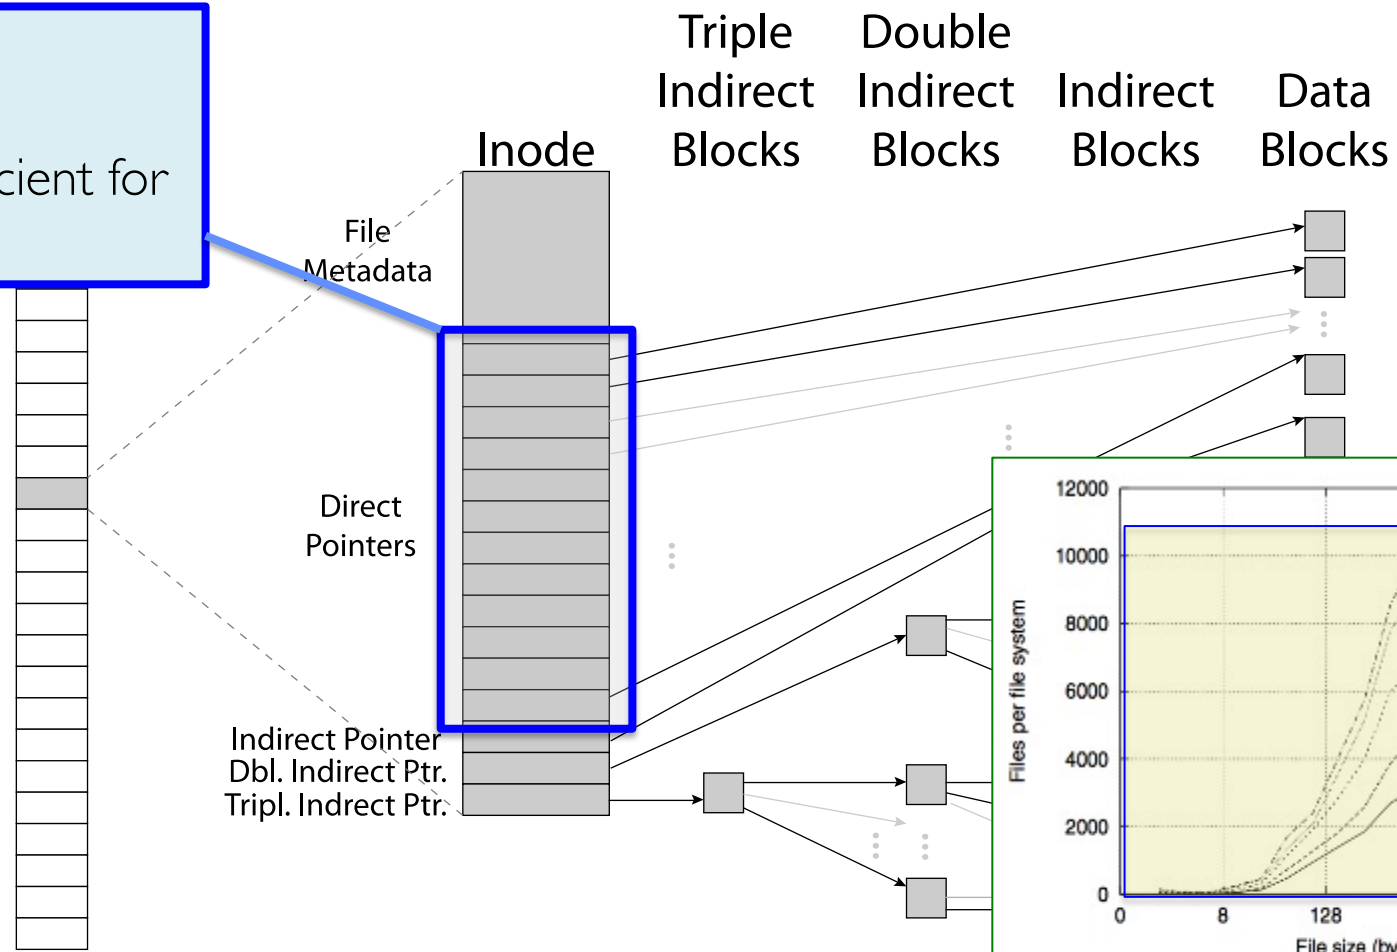 Triple
Indirect
Blocks
Double
Indirect
Blocks
Indirect
Blocks
Data
Blocks
for
Inode
File
Metadata
Direct
Pointers
Indirect Pointer
Dbl. Indirect Ptr.
Tripl. Indrect Ptr.
12000
10000
8000
6000
4000
2000
0
Files per file system
0 8 128
File size